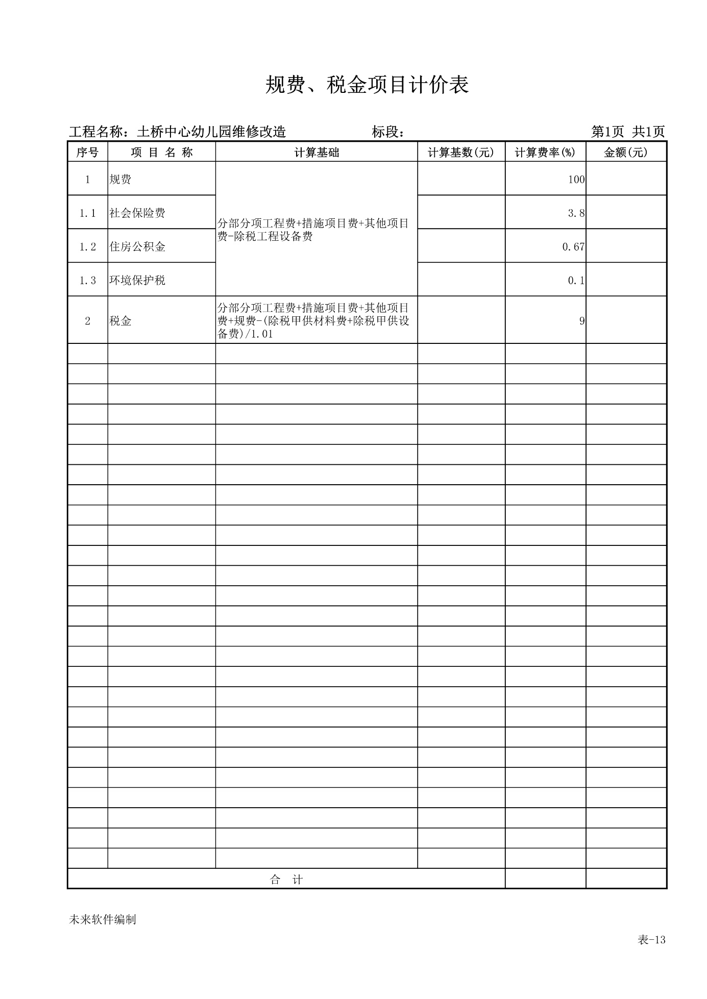 规费、税金项目计价表
工程名称：土桥中心幼儿园维修改造 标段： 第1页 共1页
序号 项 目 名 称 计算基础 计算基数(元) 计算费率(%) 金额(元)
1 规费 100
1.1 社会保险费 3.8
分部分项工程费+措施项目费+其他项目
费-除税工程设备费
1.2 住房公积金 0.67
1.3 环境保护税 0.1
分部分项工程费+措施项目费+其他项目
2 税金 费+规费-(除税甲供材料费+除税甲供设 9
备费)/1.01
合 计
未来软件编制
表-13